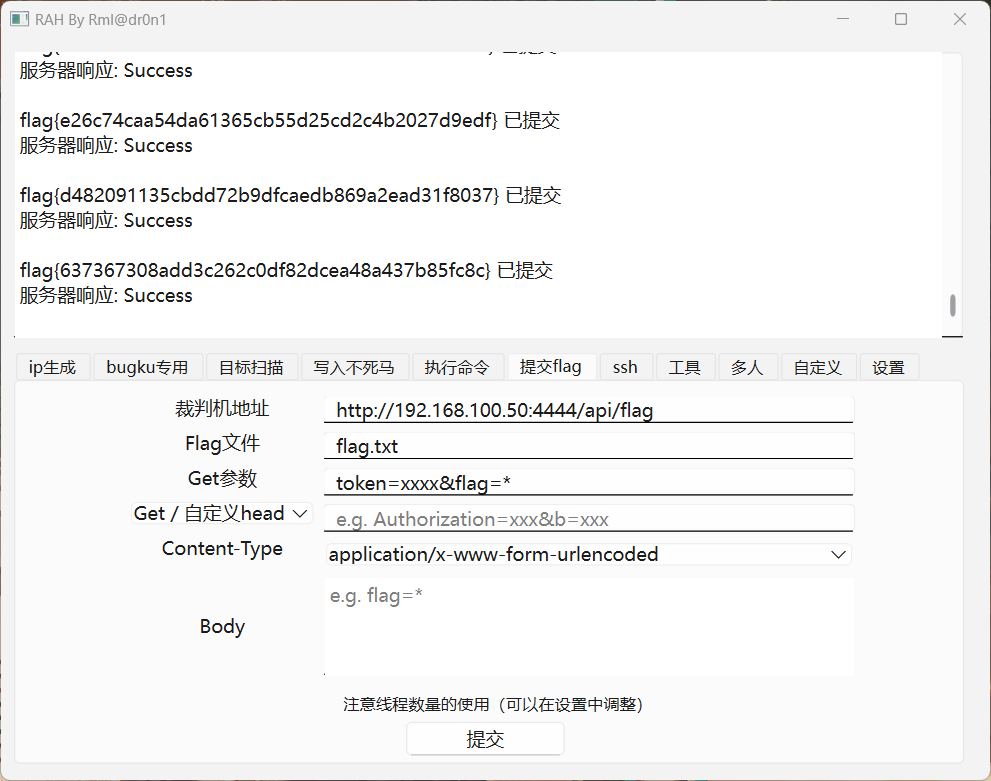 RAH By Rml@dr0n1
服务器响应: Success
flag{e26c74caa54da61365cb55d25cd2c4b2027d9edf} 已提交
服务器响应: Success
flag{d482091135cbdd72b9dfcaedb869a2ead31f8037} 已提交
服务器响应: Success
flag{637367308add3c262c0df82dcea48a437b85fc8c} 已提交
服务器响应: Success
ip生成 bugku专用 目标扫描 写入不死马 执行命令 提交flag ssh 工具 多人 自定义 设置
裁判机地址 http://192.168.100.50:4444/api/flag
Flag文件 flag.txt
Get参数 token=xxxx&flag=*
Get / 自定义head e.g. Authorization=xxx&b=xxx
Content-Type application/x-www-form-urlencoded
Body e.g. flag=*
注意线程数量的使用（可以在设置中调整）
提交